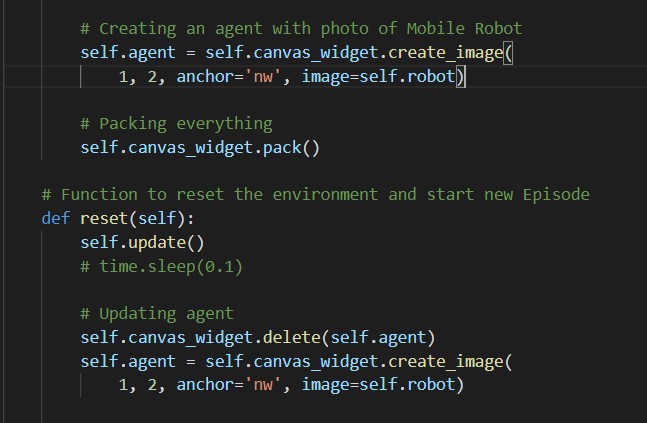 # Creating an agent with photo of Mobile Robot
self.agent = self.canvas_widget.create_image(
1, 2, anchor='nw', image=self.robot)
# Packing everything
self.canvas_widget.pack()
# Function to reset the environment and start new Episode
def reset(self):
self.update()
# time.sleep(0.1)
# Updating agent
self.canvas_widget.delete(self.agent)
self.agent = self.canvas_widget.create_image(
1, 2, anchor='nw', image=self.robot)